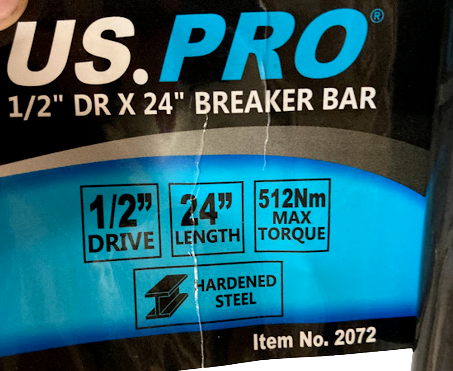 US.PRO®
1/2" DR X 24" BREAKER BAR
1/2" 24" 512Nm
DRIVE LENGTH MAX
TORQUE
HARDENED
STEEL
Item No. 2072